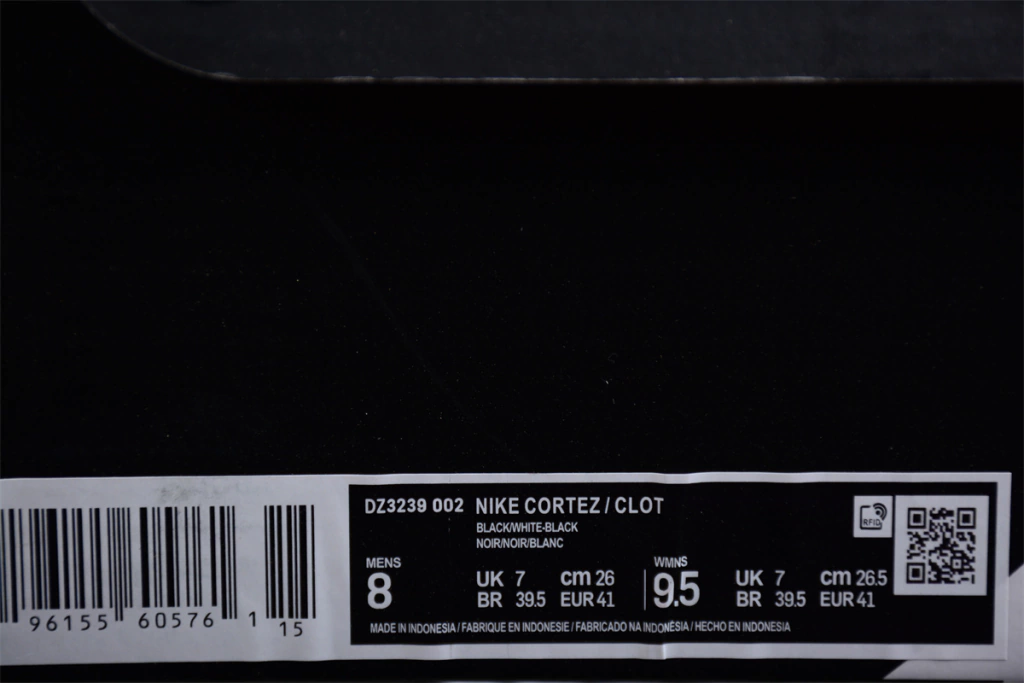 DZ3239 002 NIKE CORTEZ / CLOT
BLACK/WHITE-BLACK
NOIR/NOIR/BLANC
RFID
MENS
8
UK 7 cm 26
BR 39.5 EUR 41
WMNS
9.5
UK 7 cm 26.5
BR 39.5 EUR 41
MADE IN INDONESIA / FABRIQUE EN INDONESIE / FABRICADO NA INDONÉSIA / HECHO EN INDONESIA
96155 60576 1
15